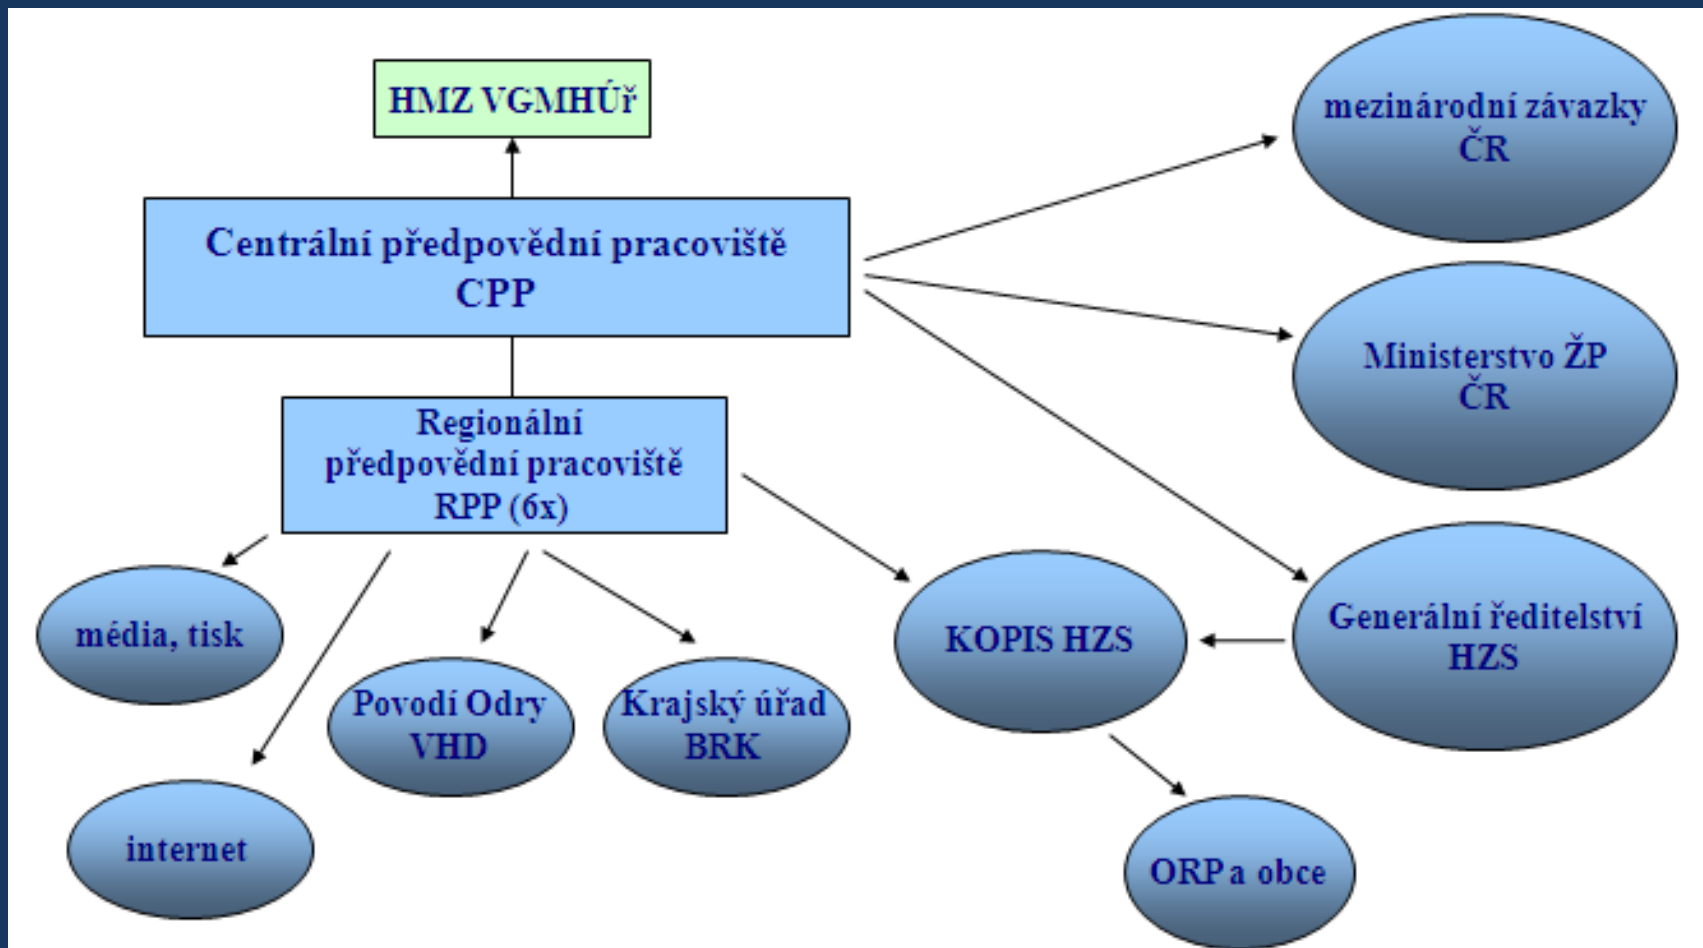 HMZ VGMHÚř
mezinárodní závazky
ČR
Centrální předpovědní pracoviště
CPP
Ministerstvo ŽP
ČR
Regionální
předpovědní pracoviště
RPP (6x)
média, tisk
KOPIS HZS
Generální ředitelství
HZS
Povodí Odry
VHD
Krajský úřad
BRK
internet
ORP a obce